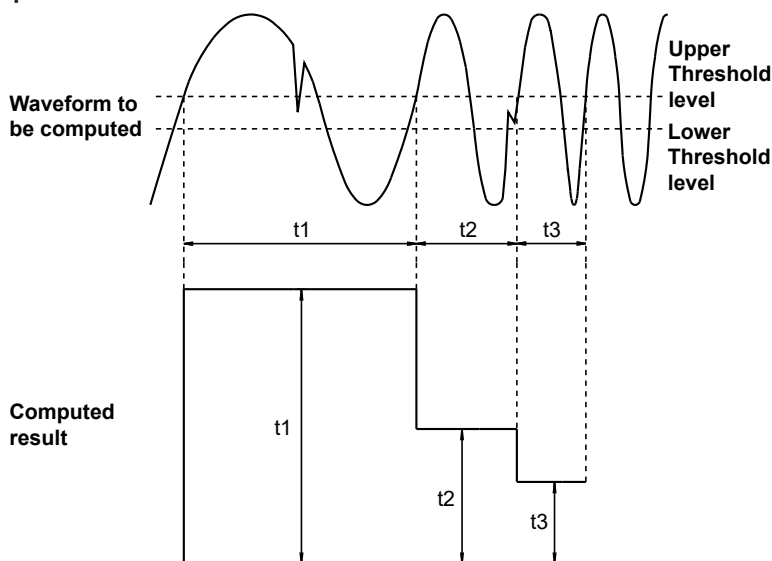 Upper
Threshold
level
Waveform to
be computed
Lower
Threshold
level
t1
t2
t3
Computed
result
t1
t2
t3